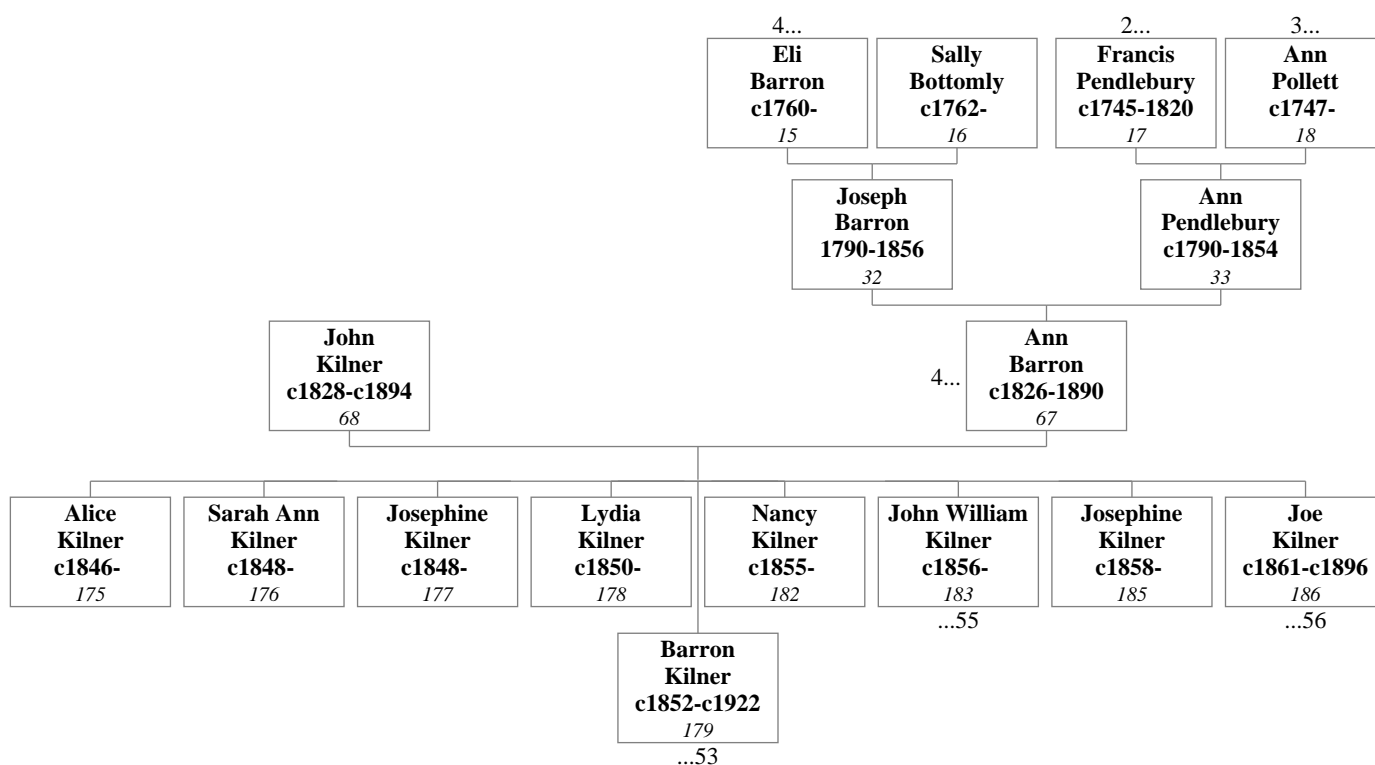 4...
Eli
Barron
c1760-
15
Sally
Bottomly
c1762-
16
2...
Francis
Pendlebury
c1745-1820
17
3...
Ann
Pollett
c1747-
18
Joseph
Barron
1790-1856
32
Ann
Pendlebury
c1790-1854
33
John
Kilner
c1828-c1894
68
4...
Ann
Barron
c1826-1890
67
Alice
Kilner
c1846-
175
Sarah Ann
Kilner
c1848-
176
Josephine
Kilner
c1848-
177
Lydia
Kilner
c1850-
178
Nancy
Kilner
c1855-
182
John William
Kilner
c1856-
183
...55
Josephine
Kilner
c1858-
185
Joe
Kilner
c1861-c1896
186
...56
Barron
Kilner
c1852-c1922
179
...53